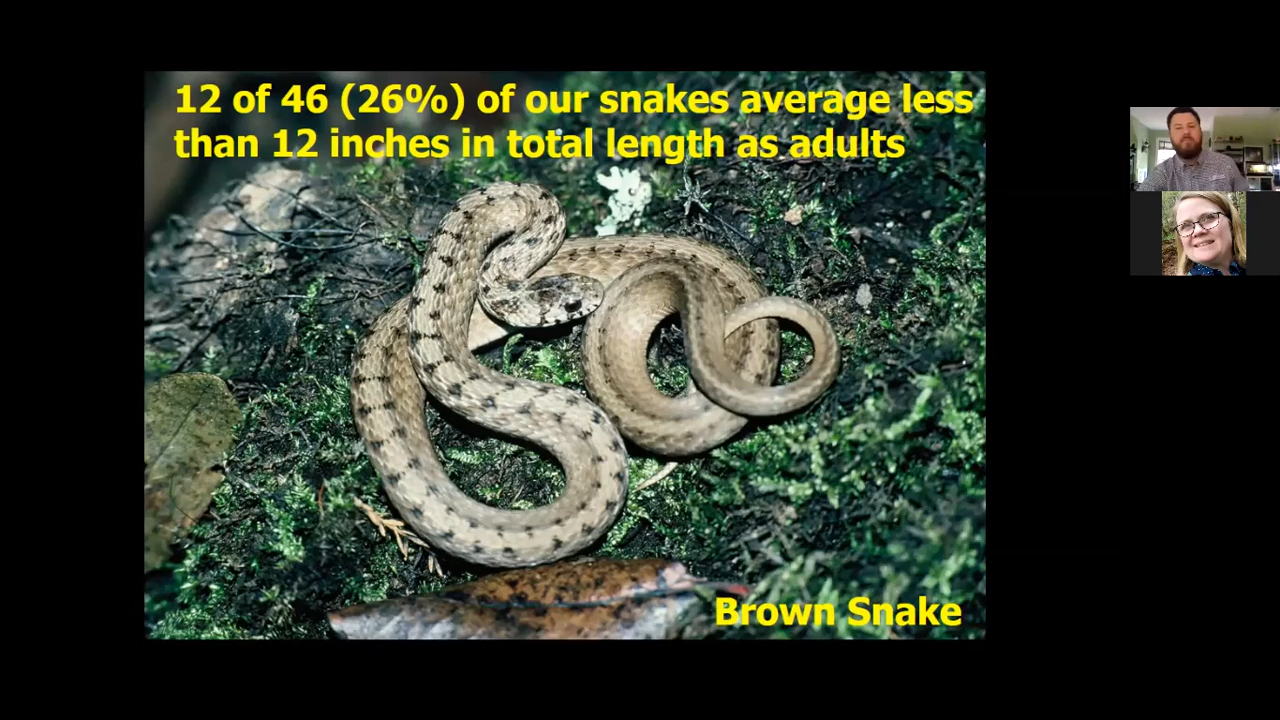 12 of 46 (26%) of our snakes average less
than 12 inches in total length as adults
Brown Snake